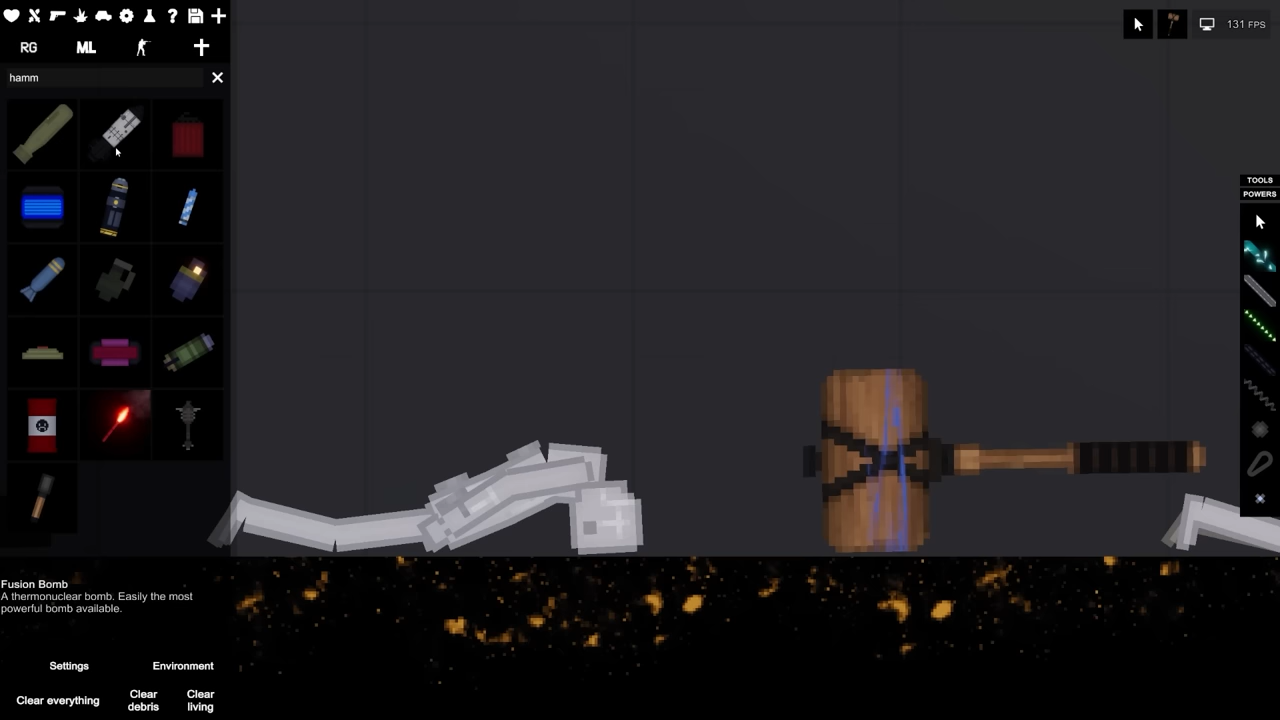 RG
ML
hamm
131 FPS
TOOLS
POWERS
Fusion Bomb
A thermonuclear bomb. Easily the most
powerful bomb available.
Settings
Environment
Clear everything
Clear
debris
Clear
living